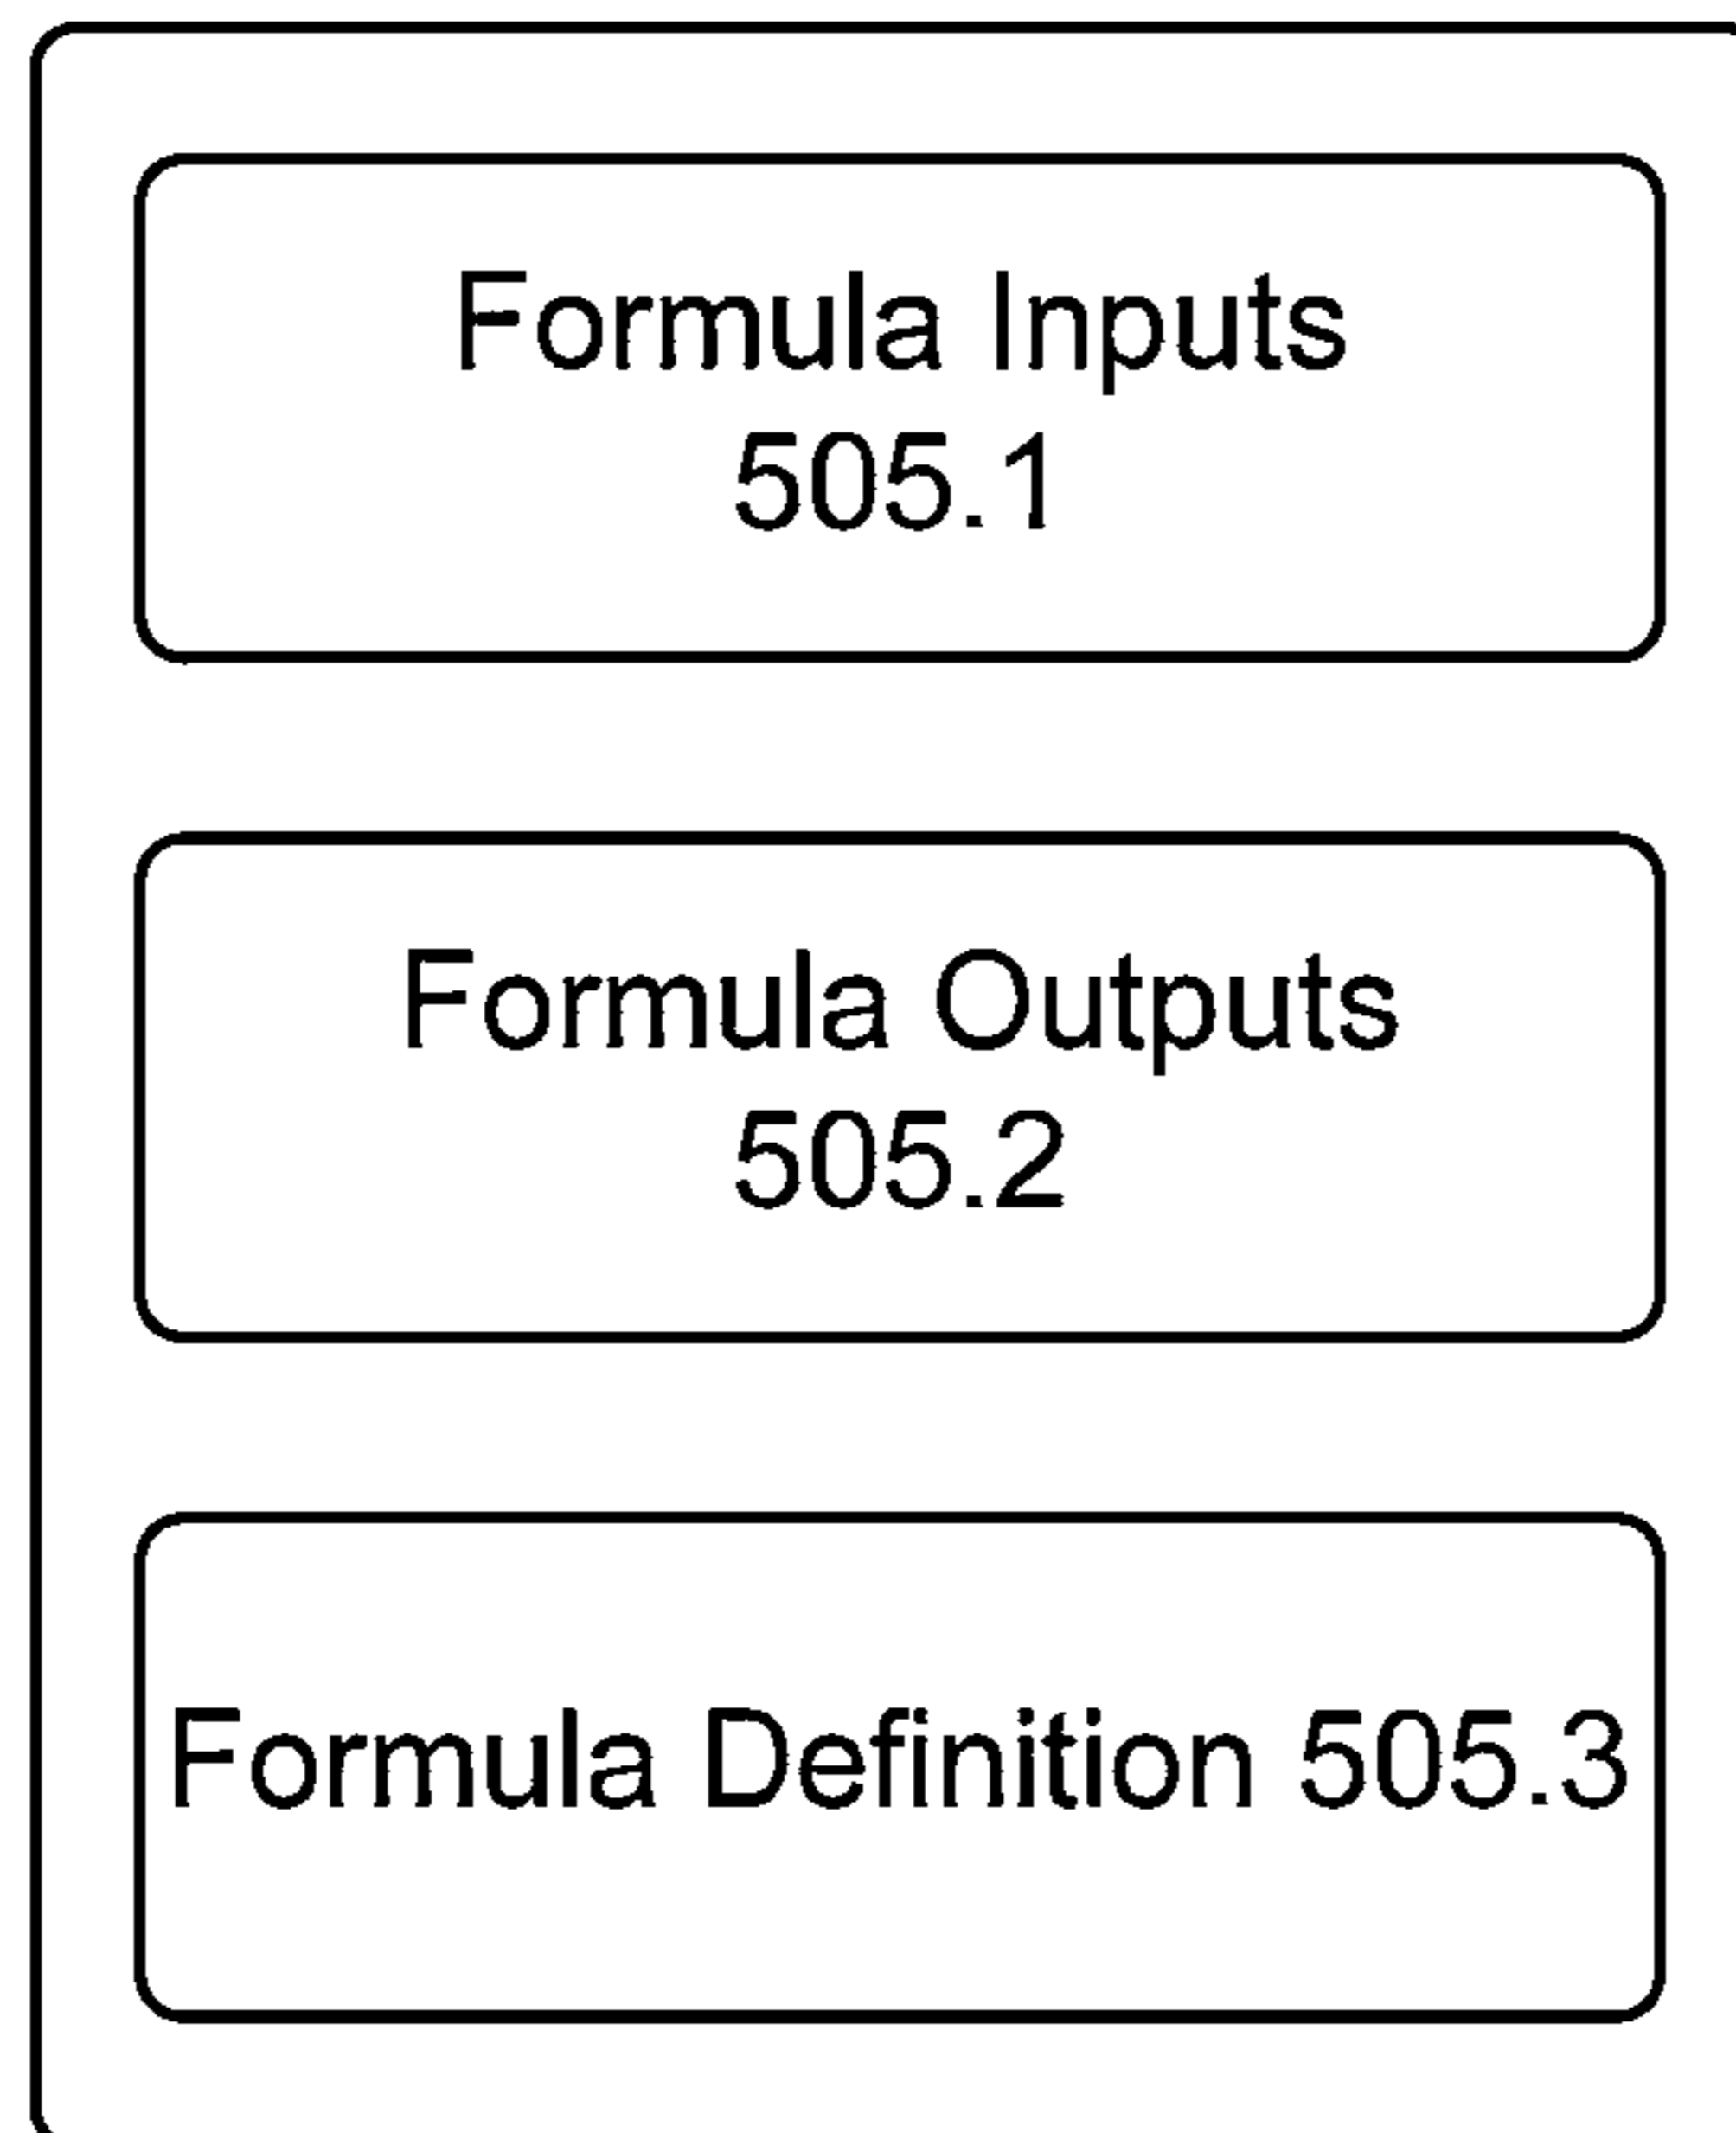 Formula Inputs
505.1
Formula Outputs
505.2
Formula Definition 505.3